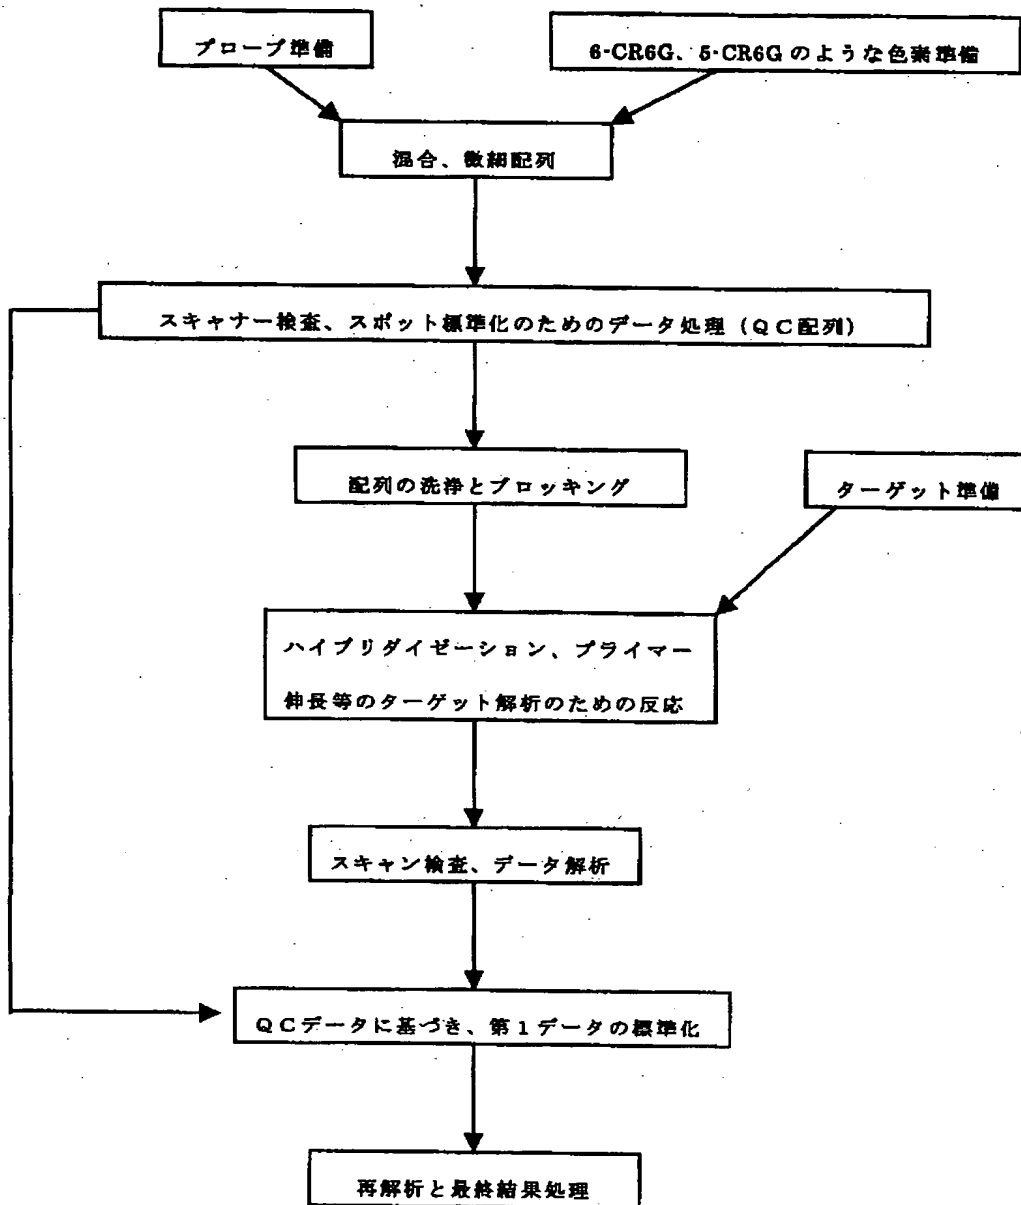 プローブ準備
6-CR6G、5-CR6Gのような色素準備
混合、微細配列
スキャナー検査、スポット標準化のためのデータ処理（QC配列）
配列の洗浄とブロッキング
ターゲット準備
ハイブリダイゼーション、プライマー
伸長等のターゲット解析のための反応
スキャン検査、データ解析
QCデータに基づき、第1データの標準化
再解析と最終結果処理